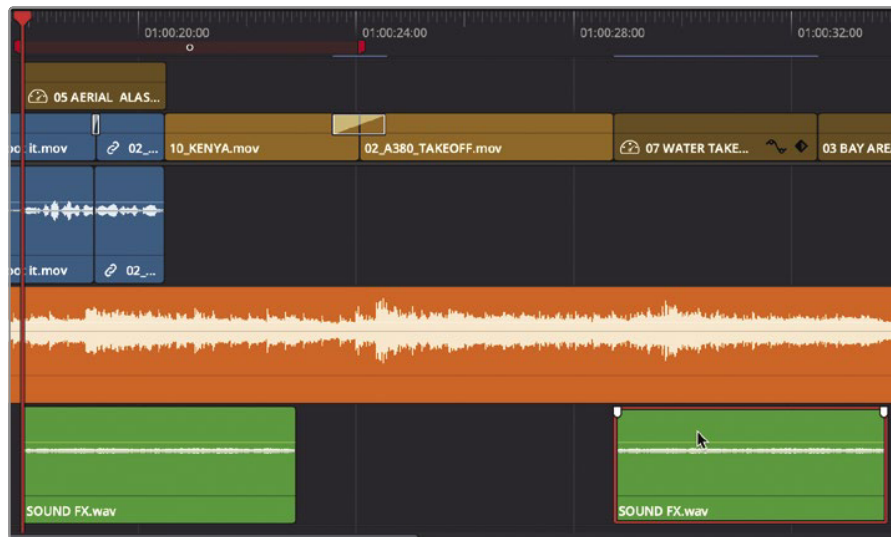 01:00:20:00 01:00:24:00 01:00:28:00 01:00:32:00
05 AERIAL ALAS...
it.mov 02_... 10_KENYA.mov 02_A380_TAKEOFF.mov 07 WATER TAKE... 03 BAY ARE
it.mov 02_...
SOUND FX.wav SOUND FX.wav